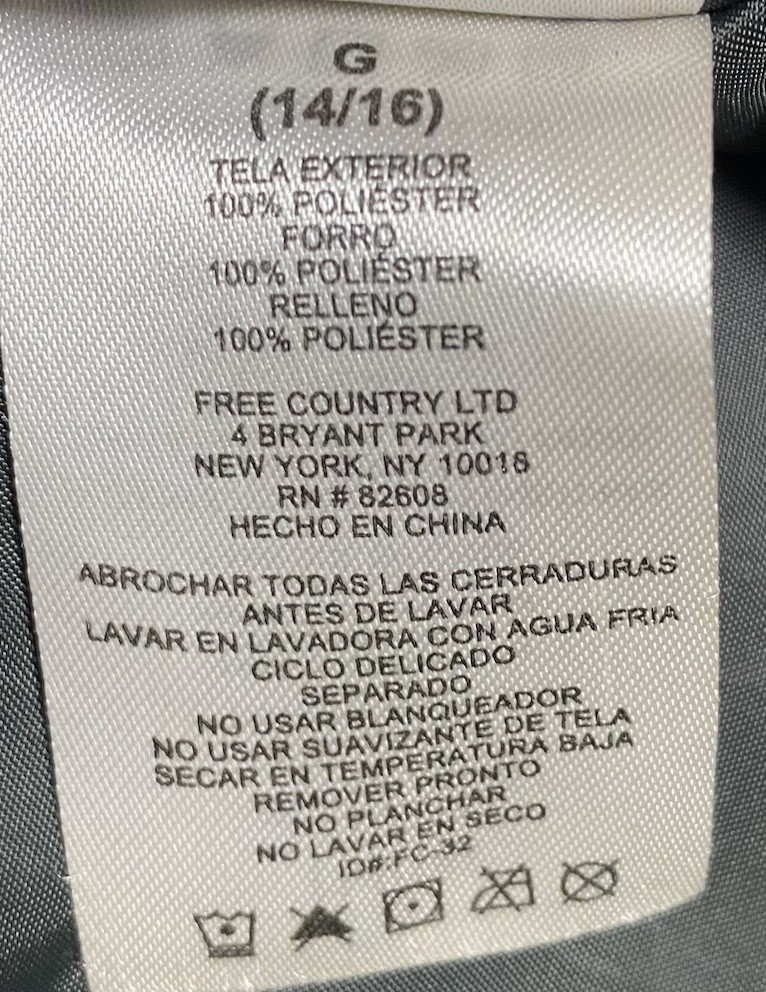 G
(14/16)
TELA EXTERIOR
100% POLIÉSTER
FORRO
100% POLIÉSTER
RELLENO
100% POLIÉSTER
FREE COUNTRY LTD
4 BRYANT PARK
NEW YORK, NY 10018
RN # 82608
HECHO EN CHINA
ABROCHAR TODAS LAS CERRADURAS
ANTES DE LAVAR
LAVAR EN LAVADORA CON AGUA FRIA
CICLO DELICADO
SEPARADO
NO USAR BLANQUEADOR
NO USAR SUAVIZANTE DE TELA
SECAR EN TEMPERATURA BAJA
REMOVER PRONTO
NO PLANCHAR
NO LAVAR EN SECO
ID#:FC-32